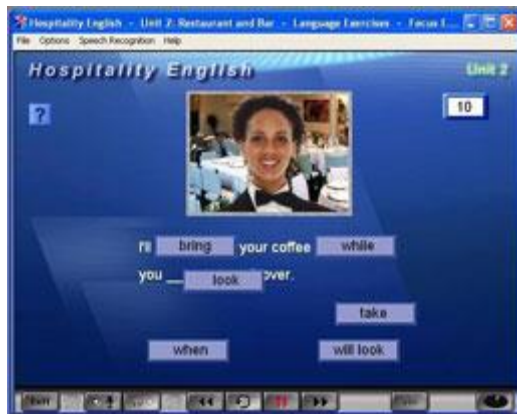 Hospitality English - Unit 2: Restaurant and Bar - Language Exercises - Focus E...
File Options Speech Recognition Help
Hospitality English
Unit 2
?
10
I'll bring your coffee while
you __ look over.
take
when
will look